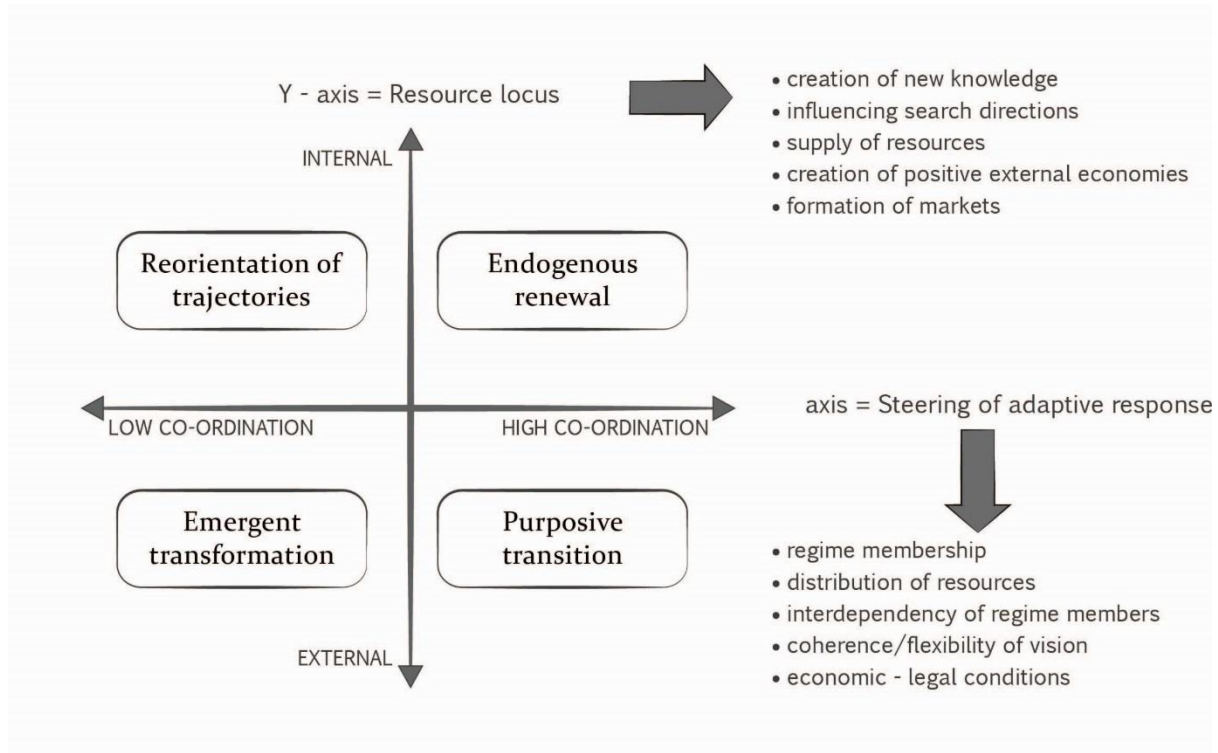 Y - axis = Resource locus
• creation of new knowledge
• influencing search directions
• supply of resources
• creation of positive external economies
• formation of markets
INTERNAL
Reorientation of
trajectories
Endogenous
renewal
LOW CO-ORDINATION
HIGH CO-ORDINATION
axis = Steering of adaptive response
Emergent
transformation
Purposive
transition
EXTERNAL
• regime membership
• distribution of resources
• interdependency of regime members
• coherence/flexibility of vision
• economic - legal conditions